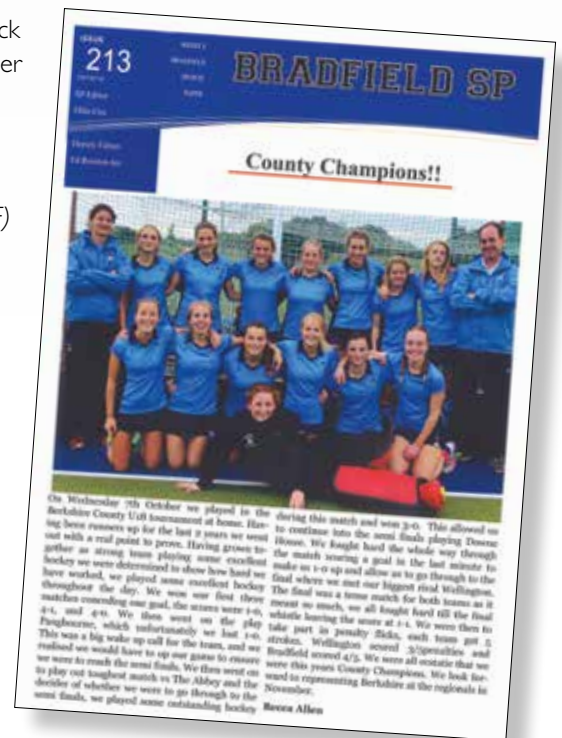 ck
er
F)
ISSUE
213
BRADFIELD SP
SP Editor
Deputy Editor
County Champions!!
On Wednesday 7th October we played in the
Berkshire County U18 tournament at home. Hav-
ing been runners up for the last 2 years we went
out with a real point to prove. Having grown to-
gether as strong team playing some excellent
hockey we were determined to show how hard we
have worked, we played some excellent hockey
throughout the day. We won our first three
matches conceding one goal, the scores were 1-0,
4-1, and 4-0. We then went on the play
Pangbourne, which unfortunately we lost 1-0.
This was a big wake up call for the team, and we
realised we would have to up our game to ensure
we were to reach the semi finals. We then went on
to play out toughest match vs The Abbey and the
decider of whether we were to go through to the
semi finals, we played some outstanding hockey
during this match and won 3-0. This allowed us
to continue into the semi finals playing Downe
House. We fought hard the whole way through
the match scoring a goal in the last minute to
make us 1-0 up and allow us to go through to the
final where we met our biggest rival Wellington.
The final was a tense match for both teams as it
meant so much, we all fought hard till the final
whistle leaving the score at 1-1. We were then to
take part in penalty flicks, each team got 5
strokes. Wellington scored 3/5penalties and
Bradfield scored 4/5. We were all ecstatic that we
were this years County Champions. We look for-
ward to representing Berkshire at the regionals in
November.
Becca Allen